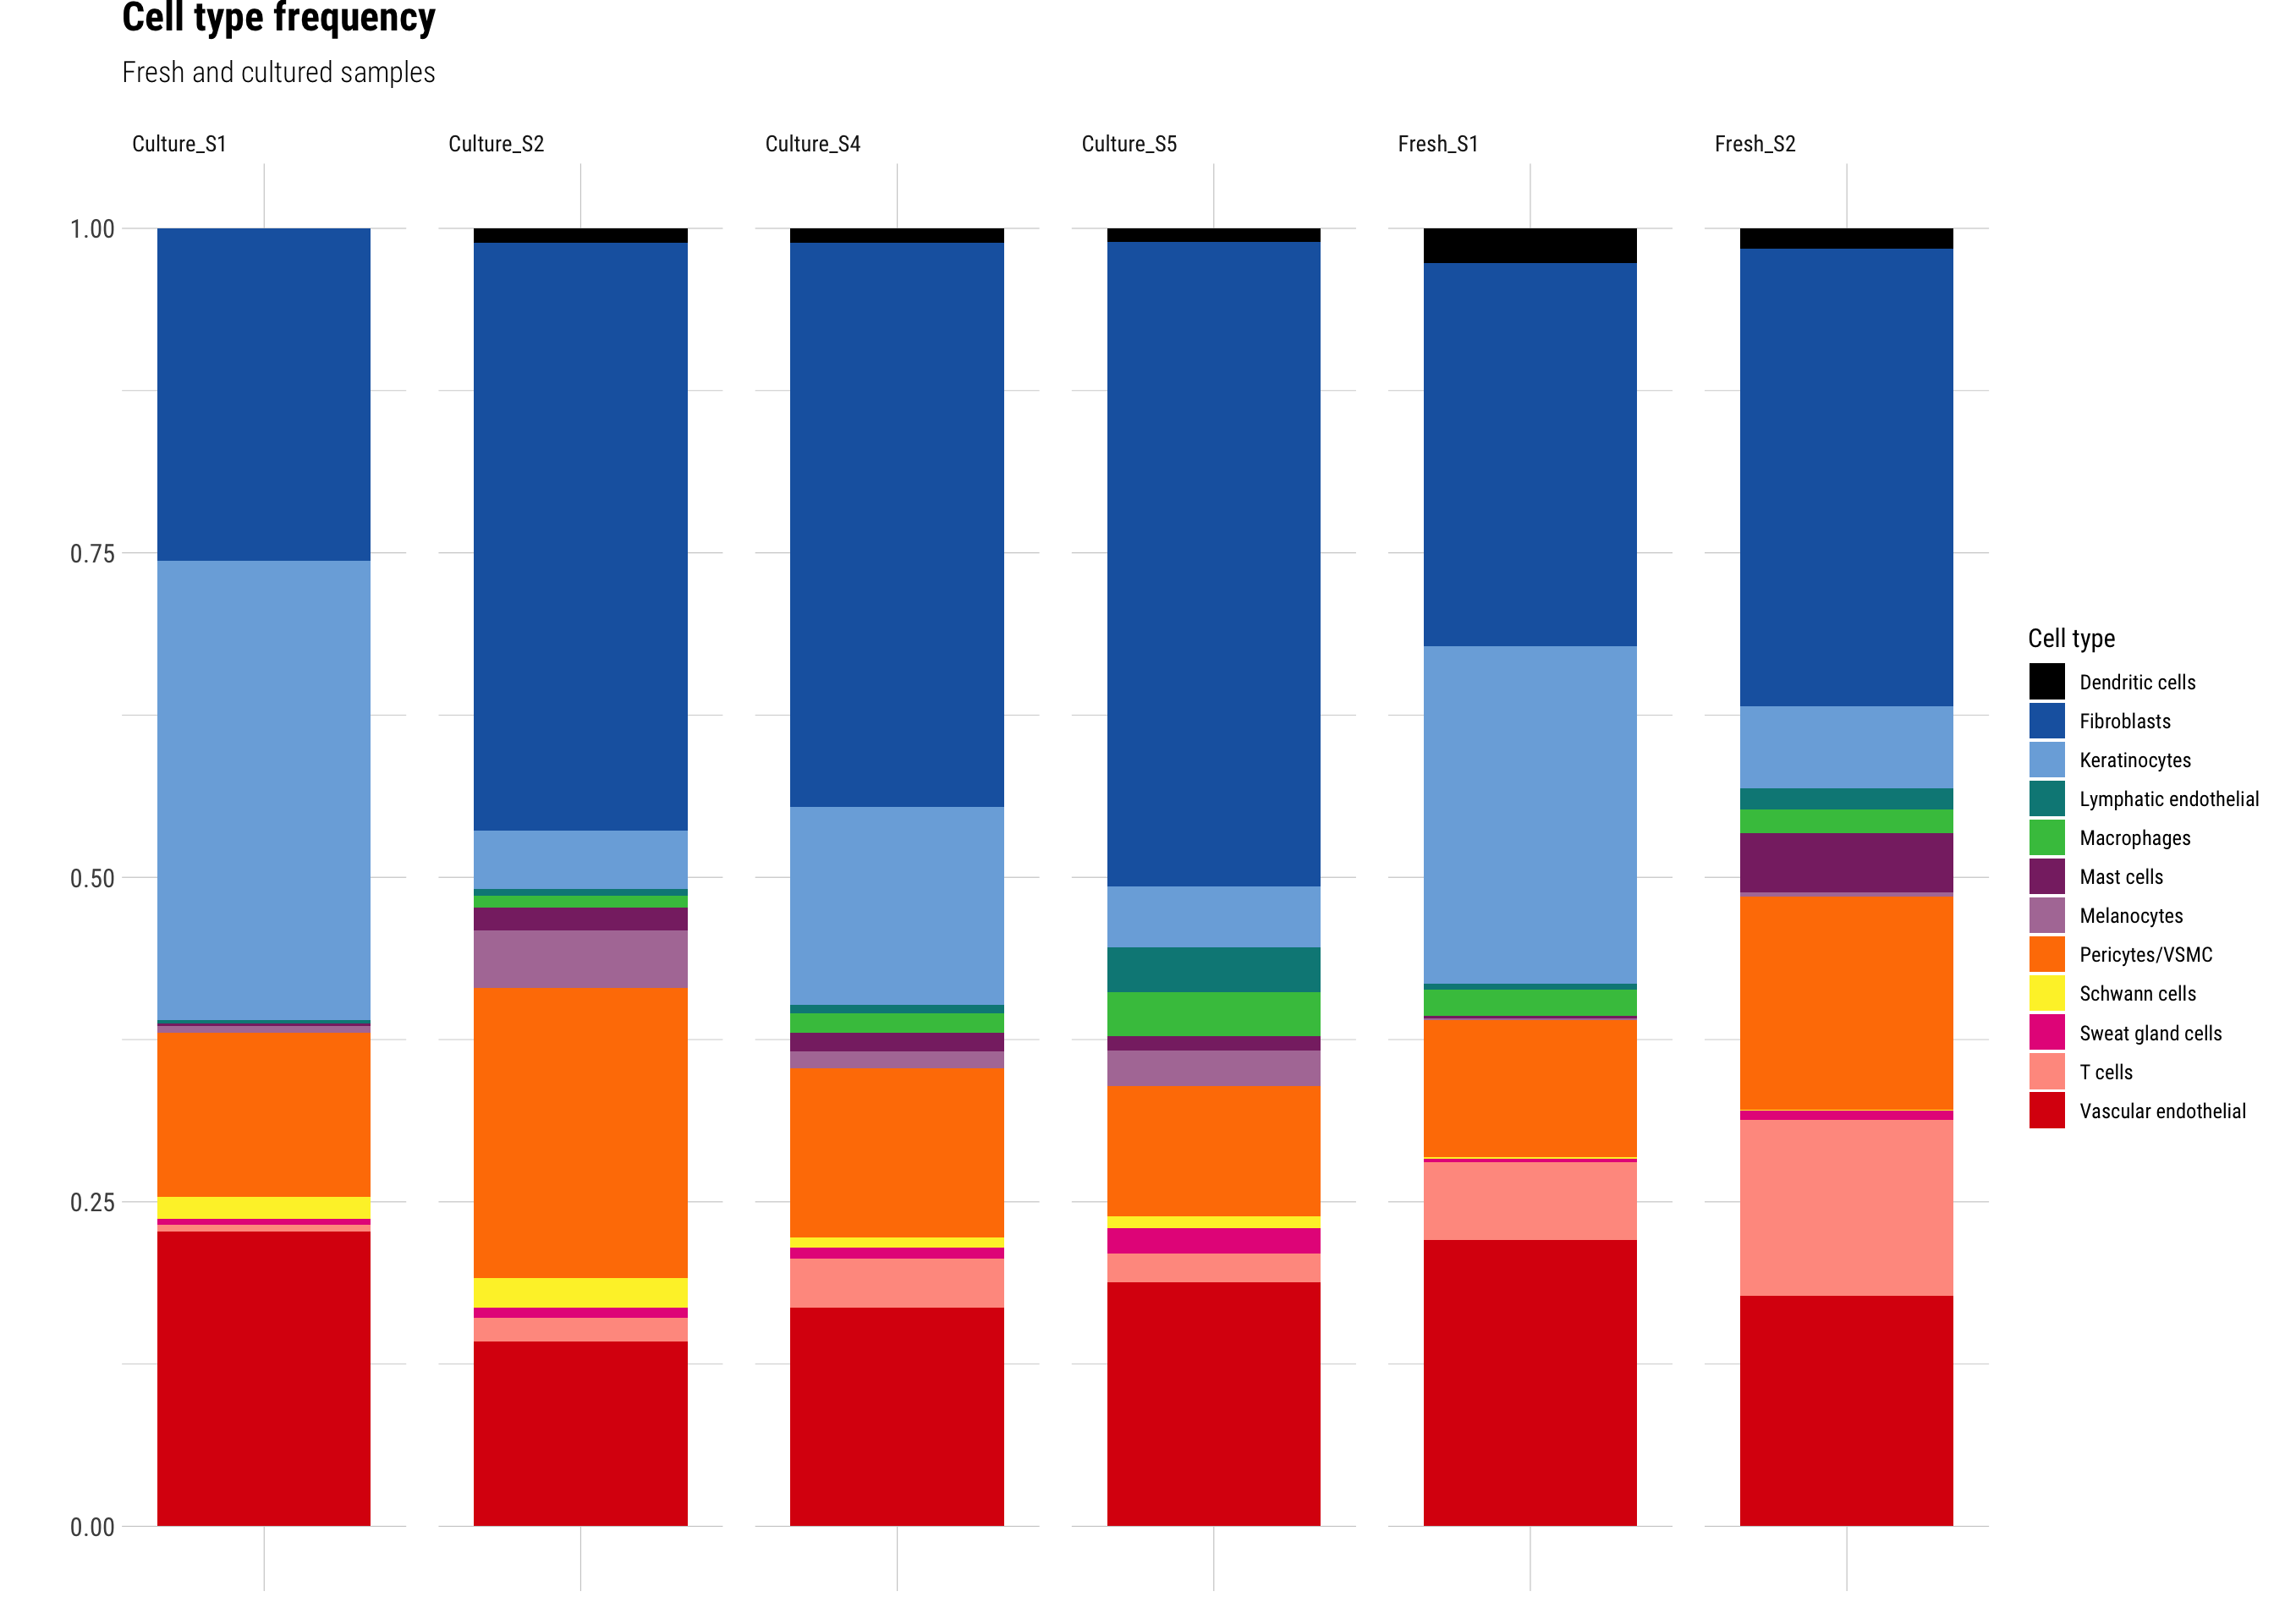 Cell type frequency
Fresh and cultured samples
Culture_S1
Culture_S2
Culture_S4
Culture_S5
Fresh_S1
Fresh_S2
1.00
0.75
0.50
0.25
0.00
Cell type
Dendritic cells
Fibroblasts
Keratinocytes
Lymphatic endothelial
Macrophages
Mast cells
Melanocytes
Pericytes/VSMC
Schwann cells
Sweat gland cells
T cells
Vascular endothelial